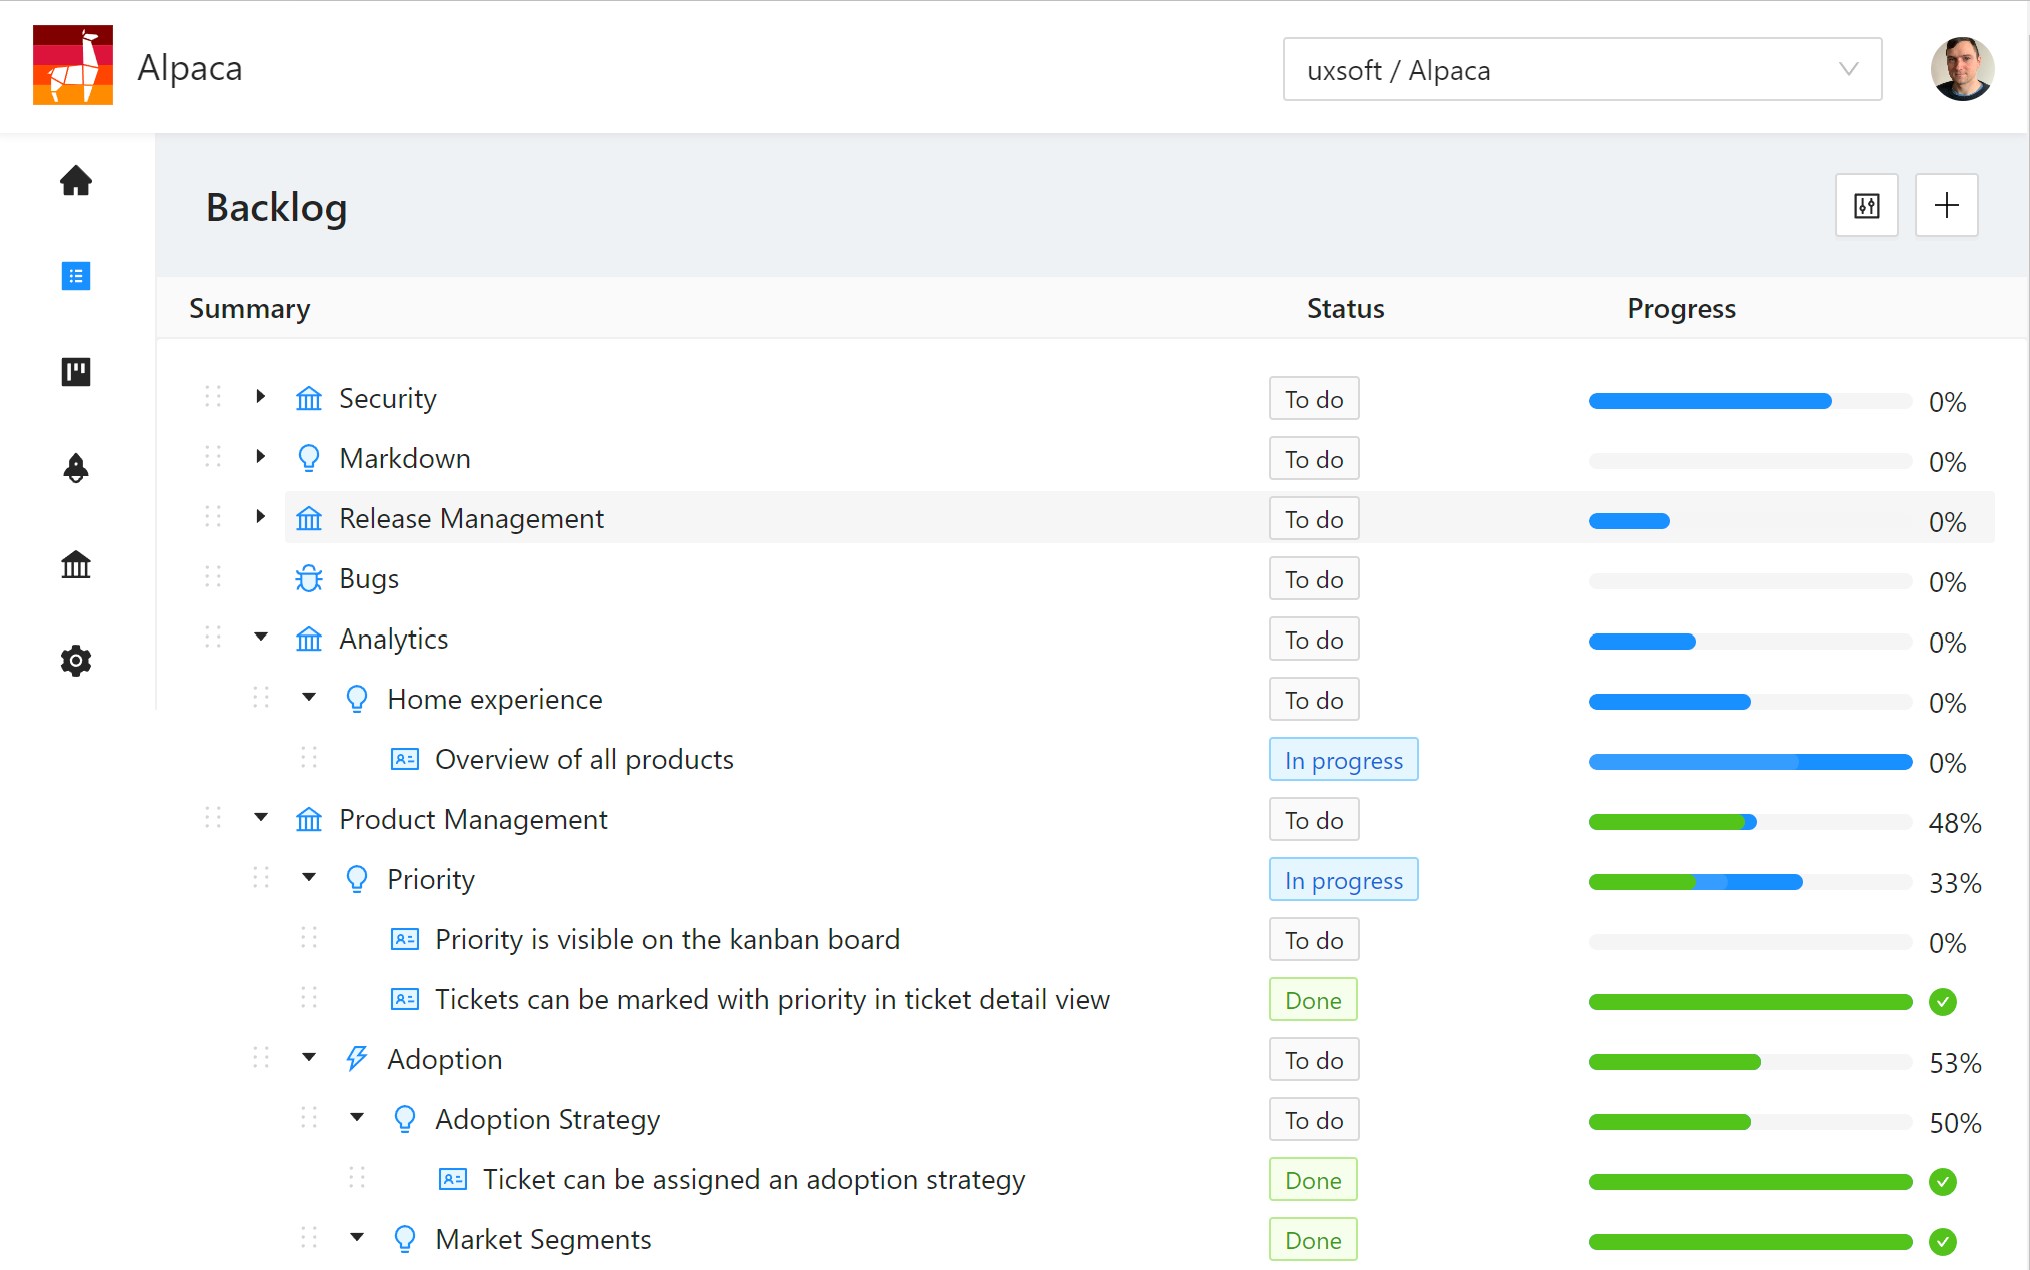 Alpaca
uxsoft / Alpaca
Backlog
Summary Status Progress
Security To do 0%
Markdown To do 0%
Release Management To do 0%
Bugs To do 0%
Analytics To do 0%
Home experience To do 0%
Overview of all products In progress 0%
Product Management To do 48%
Priority In progress 33%
Priority is visible on the kanban board To do 0%
Tickets can be marked with priority in ticket detail view Done
Adoption To do 53%
Adoption Strategy To do 50%
Ticket can be assigned an adoption strategy Done
Market Segments Done